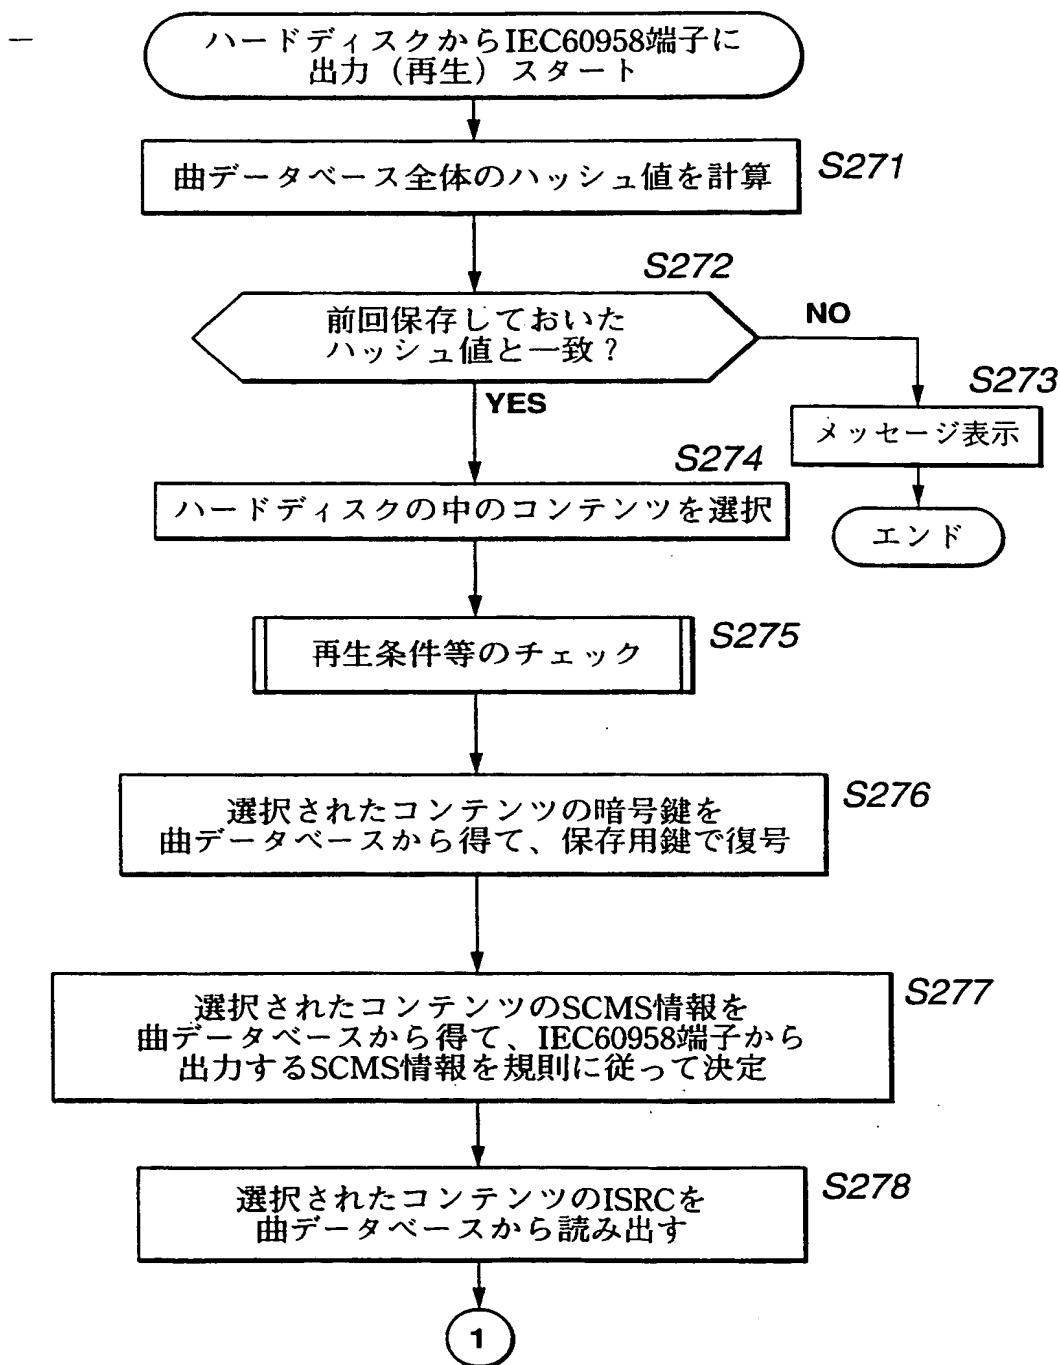 ハードディスクからIEC60958端子に
出力（再生）スタート
曲データベース全体のハッシュ値を計算
S271
S272
前回保存しておいた
ハッシュ値と一致？
NO
YES
S273
メッセージ表示
エンド
S274
ハードディスクの中のコンテンツを選択
S275
再生条件等のチェック
S276
選択されたコンテンツの暗号鍵を
曲データベースから得て、保存用鍵で復号
S277
選択されたコンテンツのSCMS情報を
曲データベースから得て、IEC60958端子から
出力するSCMS情報を規則に従って決定
S278
選択されたコンテンツのISRCを
曲データベースから読み出す
1